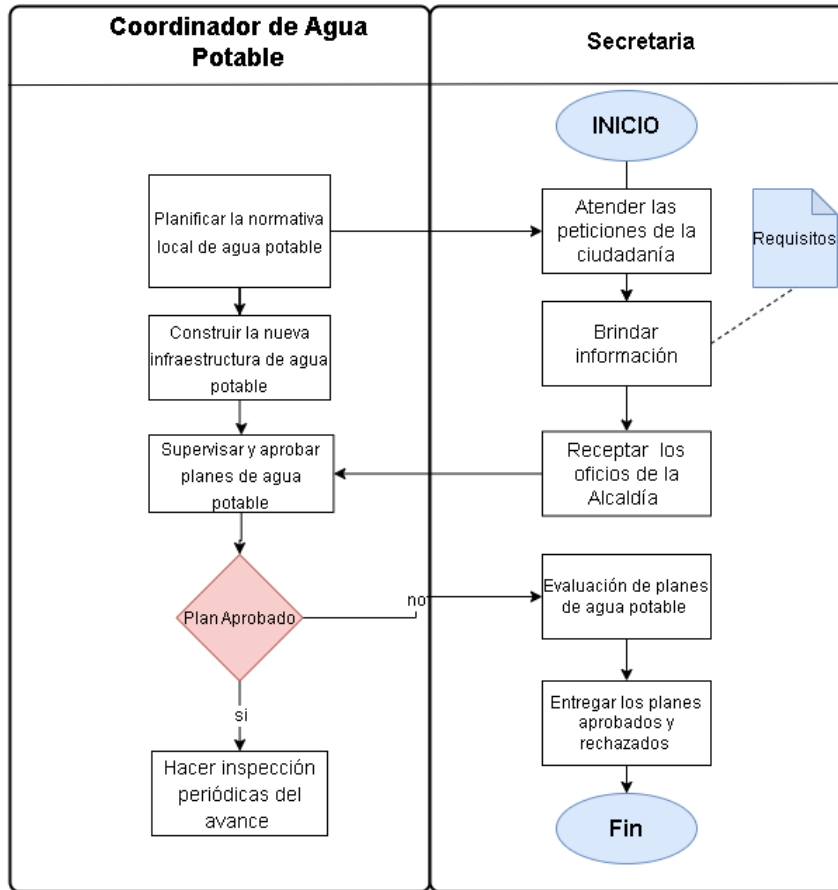 Coordinador de Agua
Potable
Secretaria
INICIO
Planificar la normativa
local de agua potable
Atender las
peticiones de la
ciudadanía
Requisitos
Construir la nueva
infraestructura de agua
potable
Brindar
información
Supervisar y aprobar
planes de agua
potable
Receptar los
oficios de la
Alcaldía
Plan Aprobado
no
Evaluación de planes
de agua potable
si
Entregar los planes
aprobados y
rechazados
Hacer inspección
periódicas del
avance
Fin